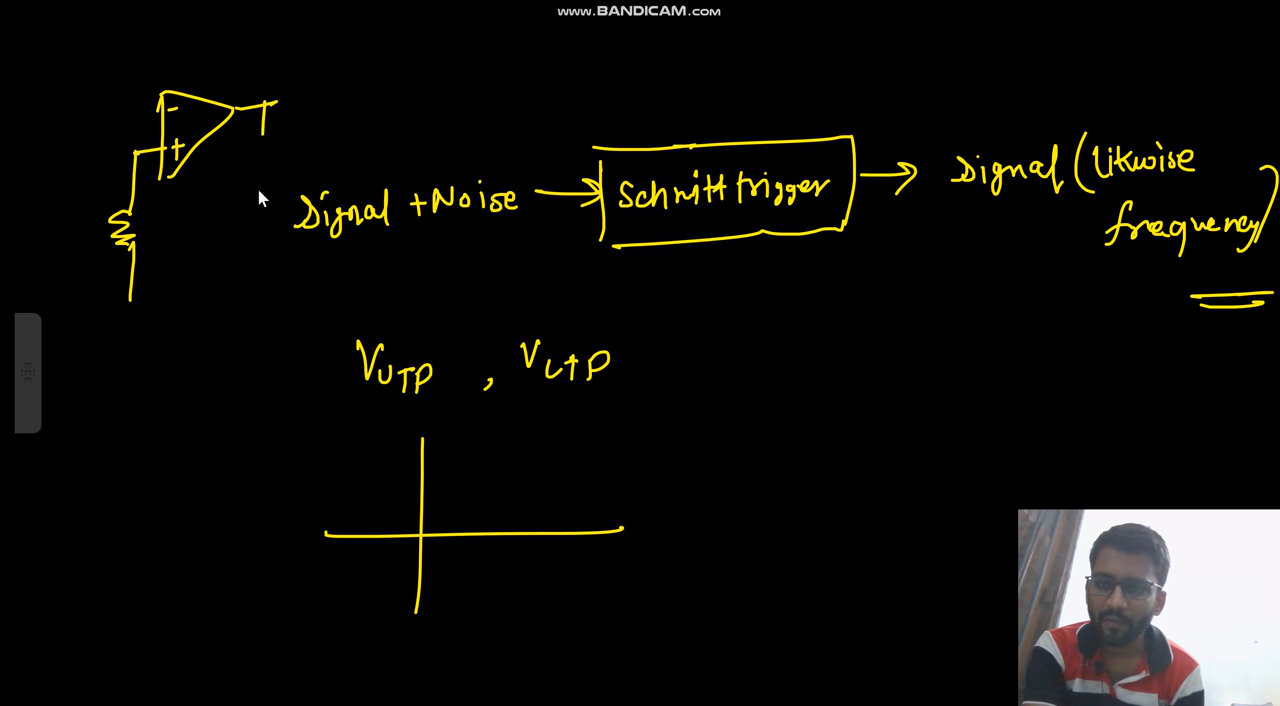 www.BANDICAM.com
-
+
Signal + Noise → Schmitt trigger → Signal (likwise
frequency)
VUTP , VLTP